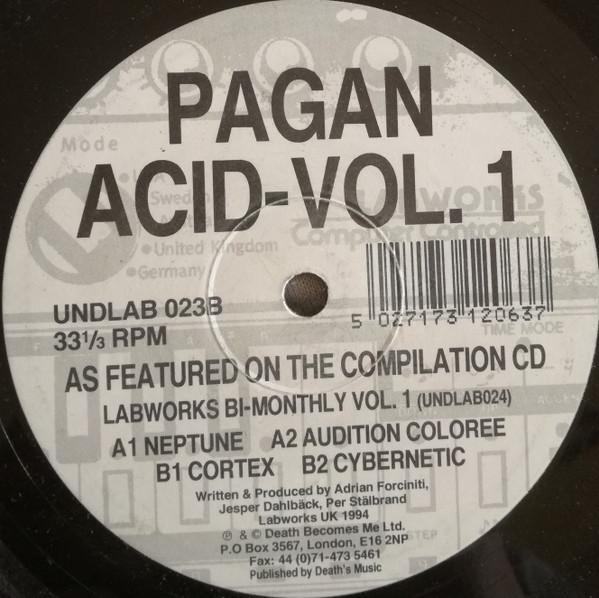 PAGAN
ACID-VOL. 1
Mode
Swed
United Kingdom
Germany
WORKS
Computer Controlled
UNDLAB 023B
33⅓ RPM
5 027173 120637
TIME MODE
AS FEATURED ON THE COMPILATION CD
LABWORKS BI-MONTHLY VOL. 1 (UNDLAB024)
A1 NEPTUNE A2 AUDITION COLOREE
B1 CORTEX B2 CYBERNETIC
Written & Produced by Adrian Forciniti,
Jesper Dahlbäck, Per Stälbrand
Labworks UK 1994
℗ & © Death Becomes Me Ltd.
P.O Box 3567, London, E16 2NP
Fax: 44 (0)71-473 5461
Published by Death's Music